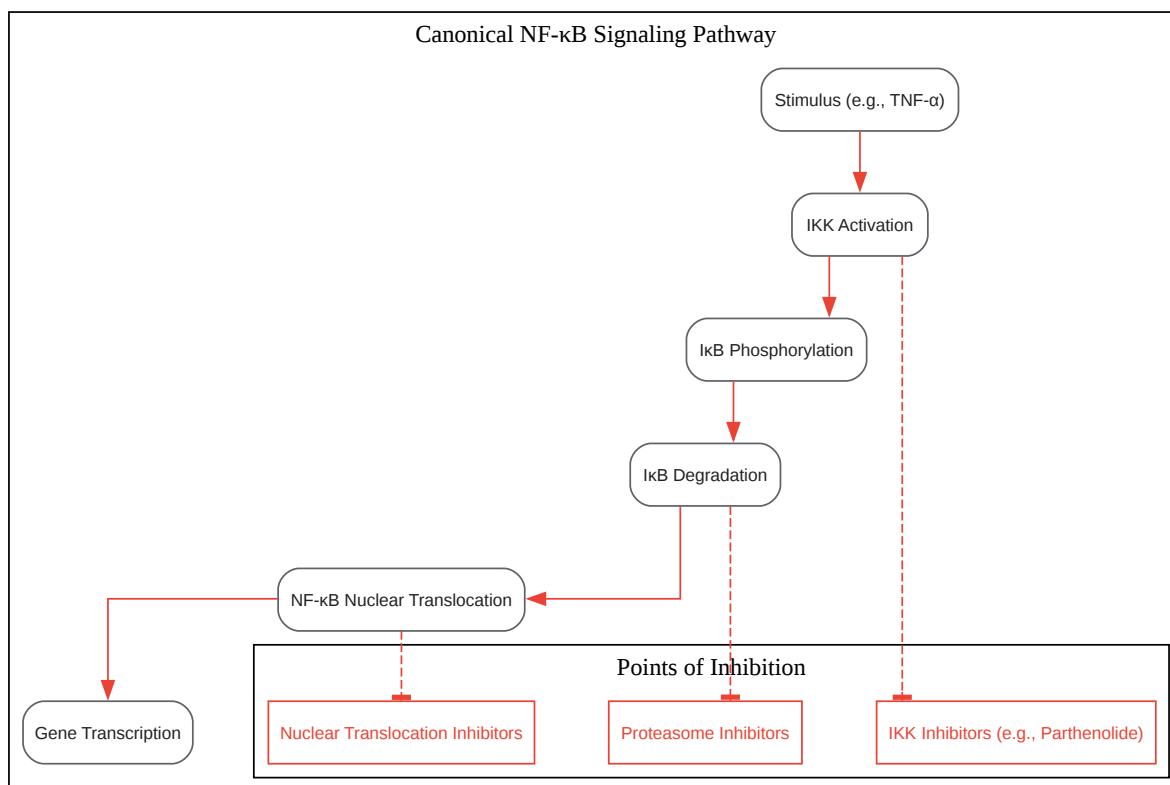 Canonical NF-κB Signaling Pathway
Stimulus (e.g., TNF-α)
IKK Activation
IκB Phosphorylation
IκB Degradation
NF-κB Nuclear Translocation
Points of Inhibition
Gene Transcription
Nuclear Translocation Inhibitors
Proteasome Inhibitors
IKK Inhibitors (e.g., Parthenolide)